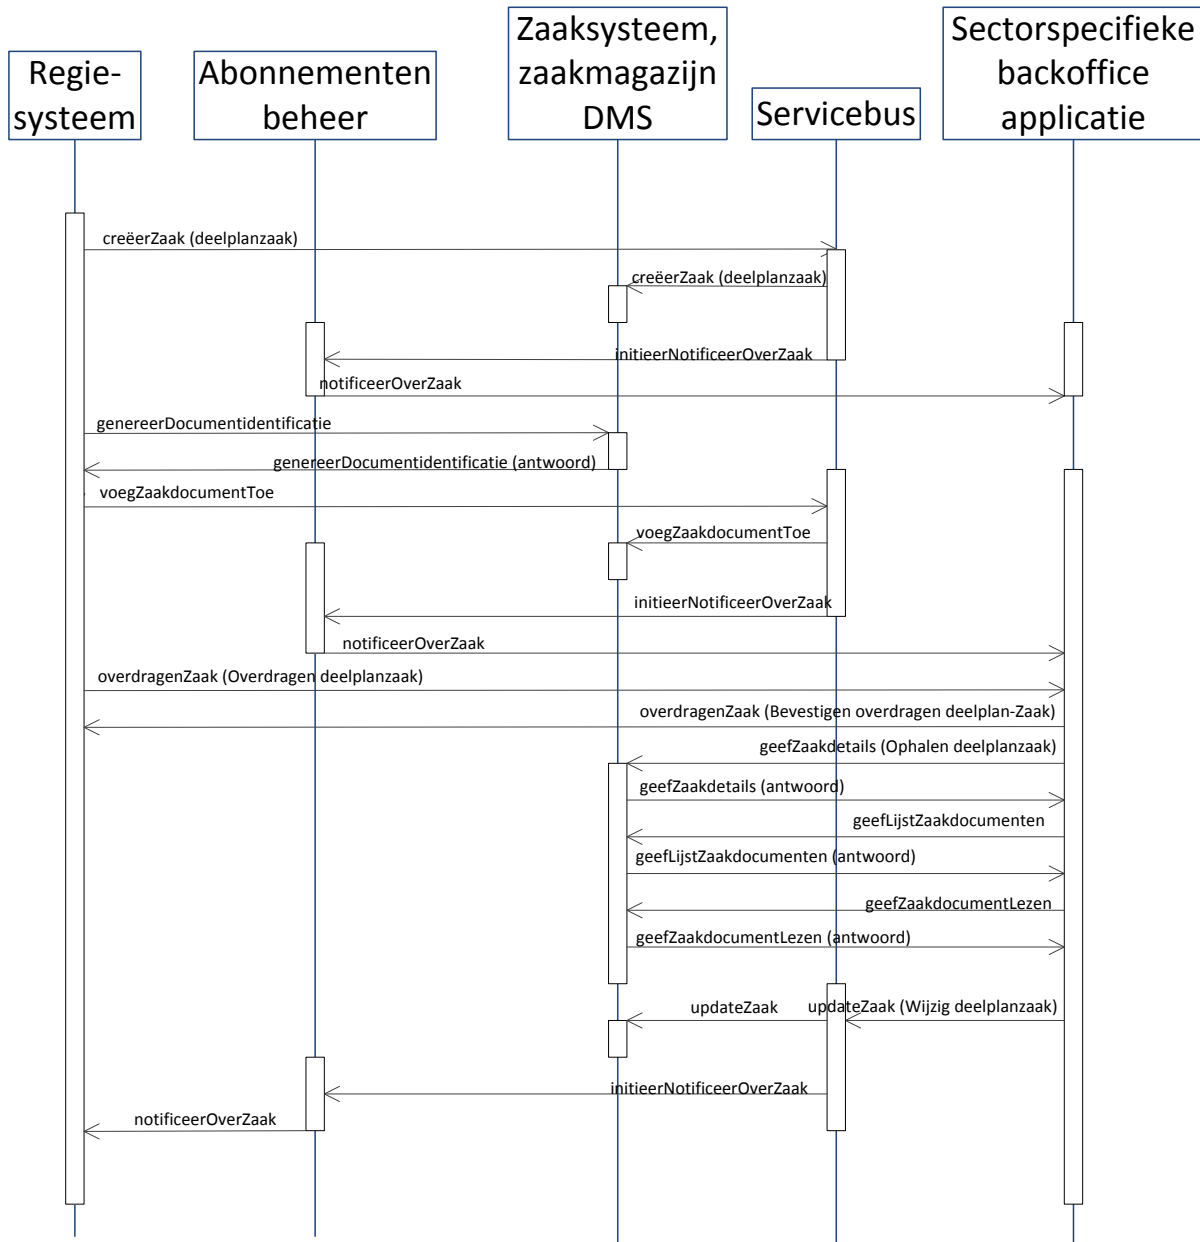 Regie-
systeem
Abonnementen
beheer
Zaaksysteem,
zaakmagazijn
DMS
Servicebus
Sectorspecifieke
backoffice
applicatie
creëerZaak (deelplanzaak)
creëerZaak (deelplanzaak)
initieerNotificeerOverZaak
notificeerOverZaak
genereerDocumentidentificatie
genereerDocumentidentificatie (antwoord)
voegZaakdocumentToe
voegZaakdocumentToe
initieerNotificeerOverZaak
notificeerOverZaak
overdragenZaak (Overdragen deelplanzaak)
overdragenZaak (Bevestigen overdragen deelplan-Zaak)
geefZaakdetails (Ophalen deelplanzaak)
geefZaakdetails (antwoord)
geefLijstZaakdocumenten
geefLijstZaakdocumenten (antwoord)
geefZaakdocumentLezen
geefZaakdocumentLezen (antwoord)
updateZaak
updateZaak (Wijzig deelplanzaak)
initieerNotificeerOverZaak
notificeerOverZaak